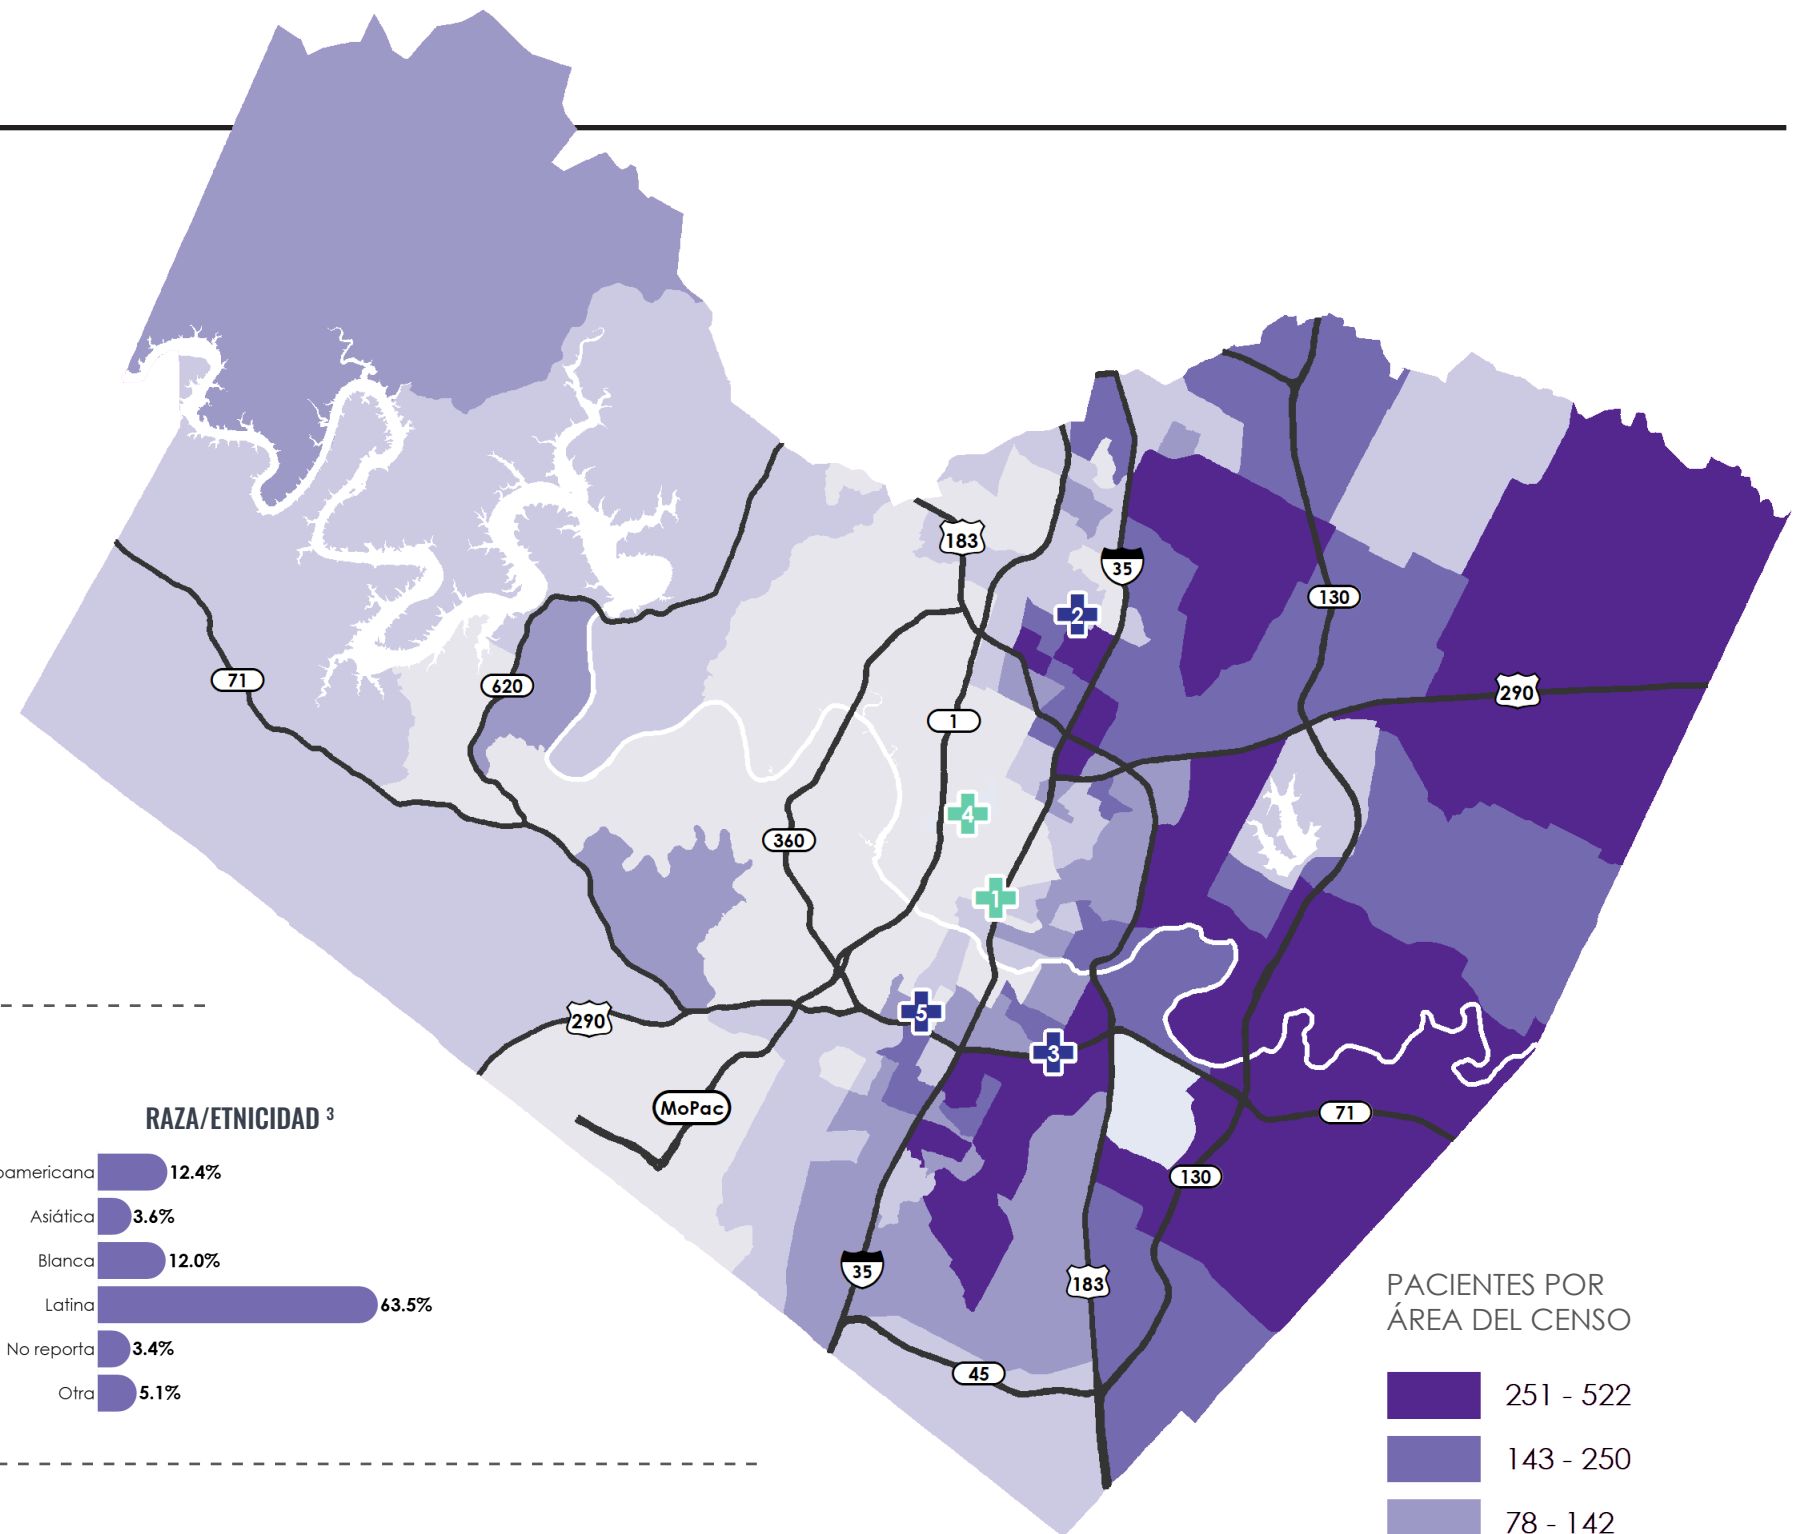 183
35
2
130
71
620
290
1
4
360
1
5
290
3
MoPac
71
130
35
183
45
RAZA/ETNICIDAD 3
oamericana 12.4%
Asiática 3.6%
Blanca 12.0%
Latina 63.5%
No reporta 3.4%
Otra 5.1%
PACIENTES POR
ÁREA DEL CENSO
251 - 522
143 - 250
78 - 142